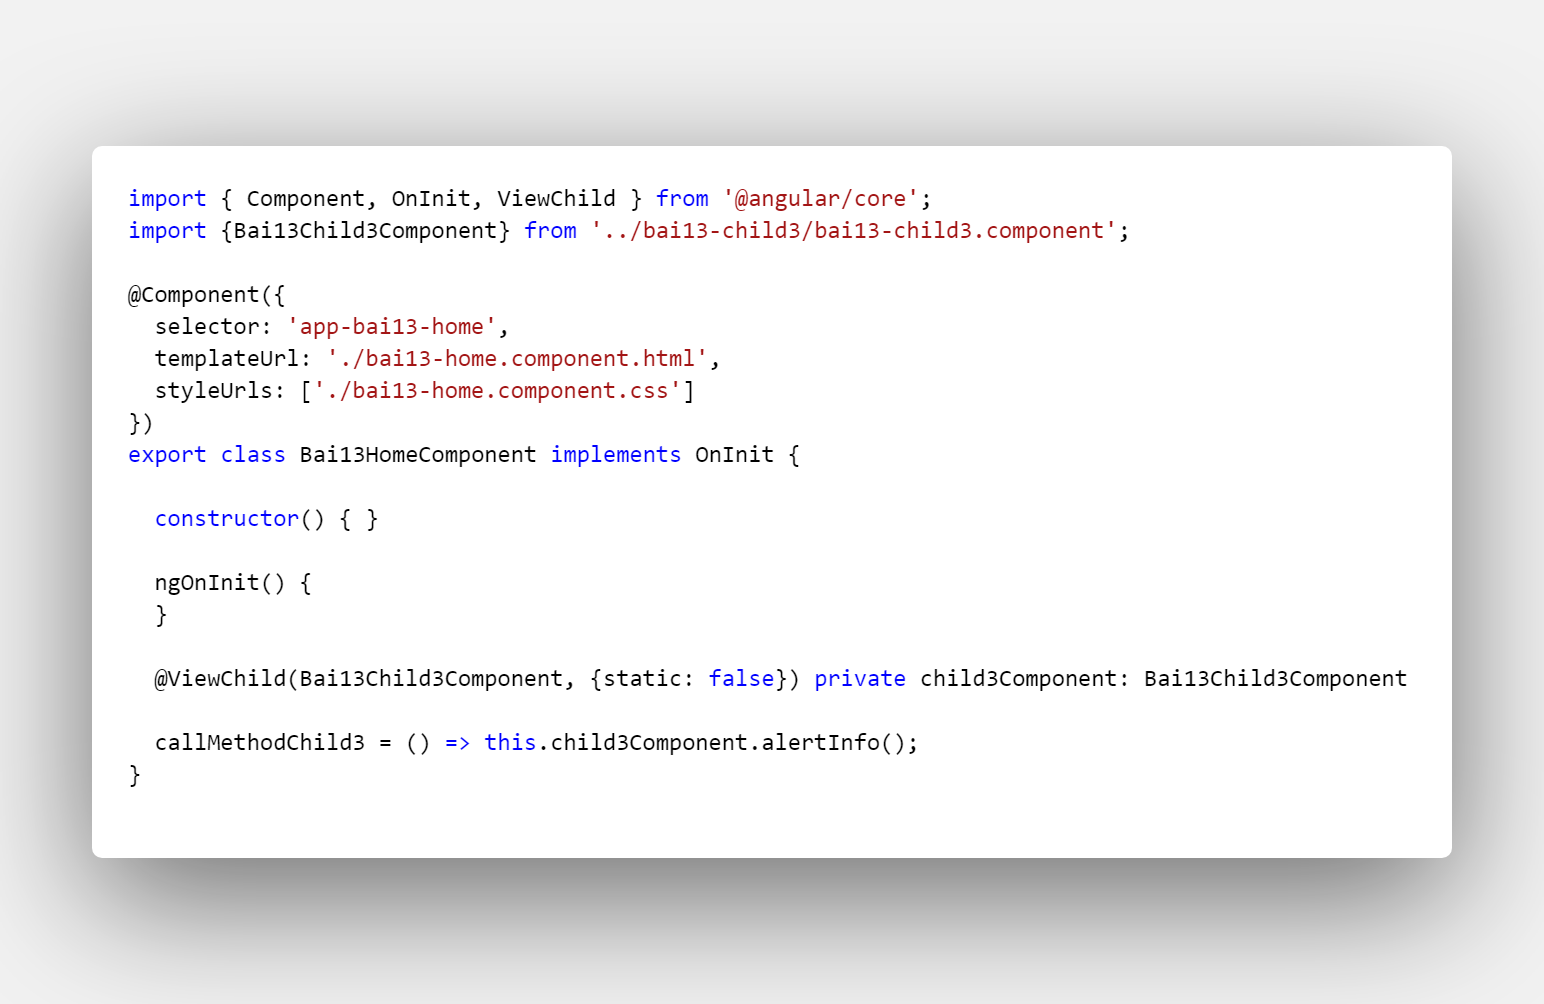 import { Component, OnInit, ViewChild } from '@angular/core';
import {Bai13Child3Component} from '../bai13-child3/bai13-child3.component';

@Component({
  selector: 'app-bai13-home',
  templateUrl: './bai13-home.component.html',
  styleUrls: ['./bai13-home.component.css']
})
export class Bai13HomeComponent implements OnInit {

  constructor() { }

  ngOnInit() {
  }

  @ViewChild(Bai13Child3Component, {static: false}) private child3Component: Bai13Child3Component

  callMethodChild3 = () => this.child3Component.alertInfo();
}